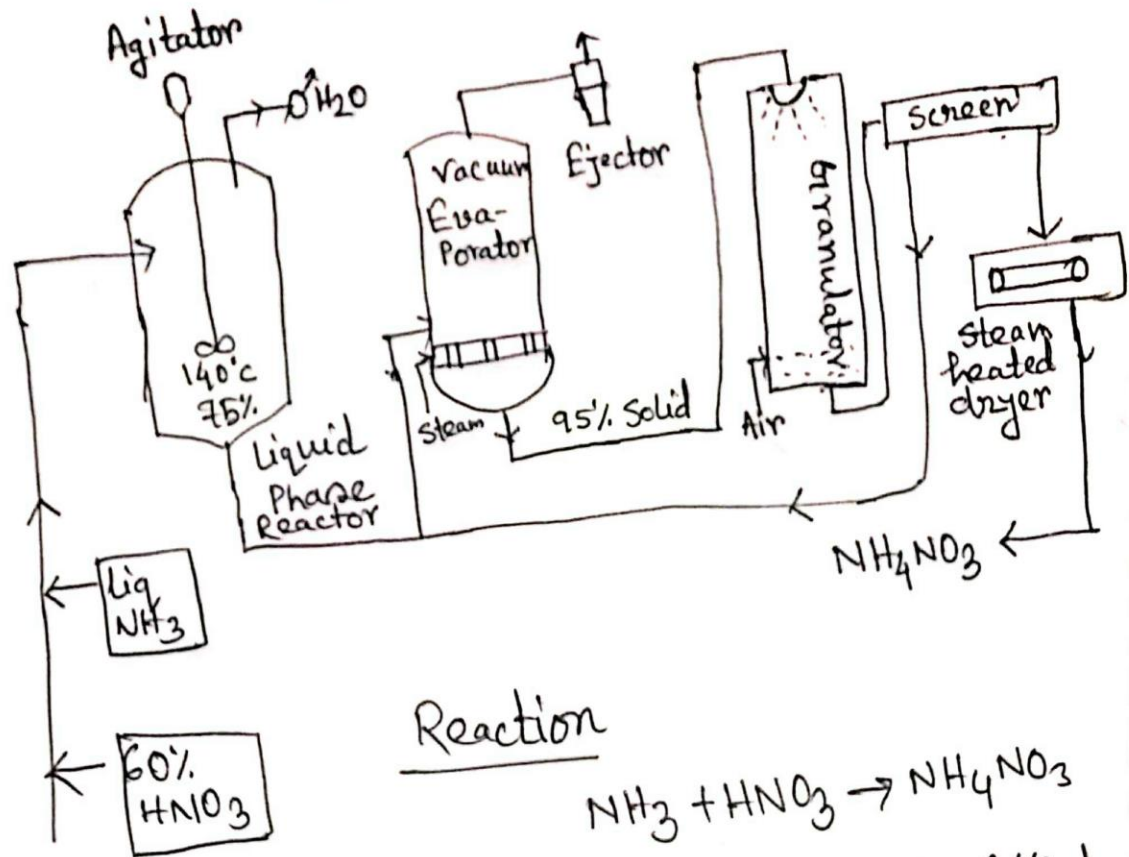 Agitator
H2O
Vacuum
Eva-
Porator
Ejector
Screen
Granulator
140°c
75%
Liquid
Phase
Reactor
Steam
95% Solid
Air
Steam
heated
dryer
NH4NO3
Liq
NH3
60%
HNO3
Reaction
NH3 + HNO3 → NH4NO3